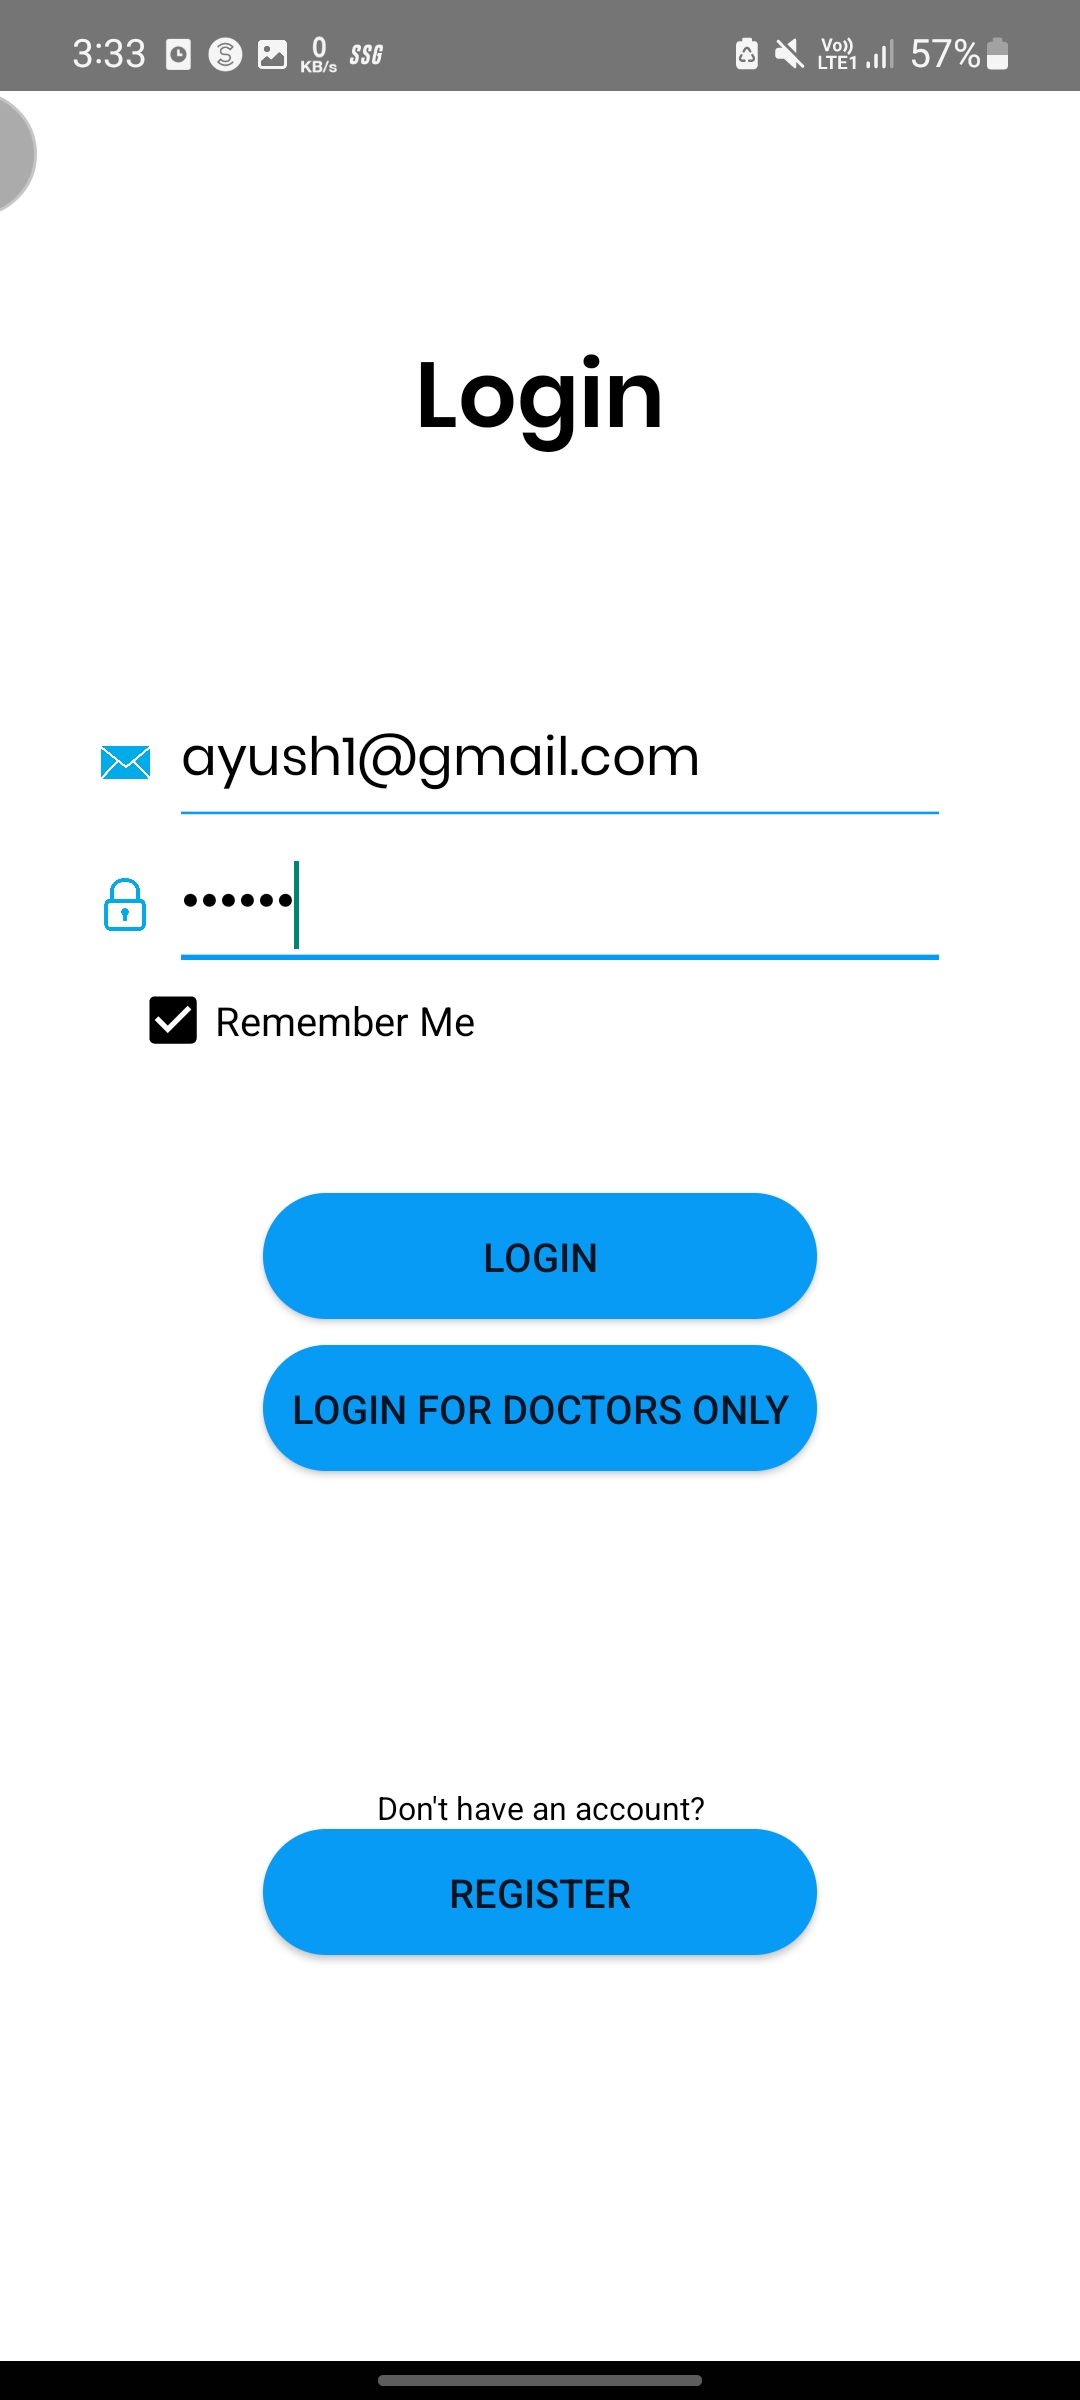 3:33 0 KB/s SSG Vo)) LTE1 57%
Login
ayush1@gmail.com
••••••
Remember Me
LOGIN
LOGIN FOR DOCTORS ONLY
Don't have an account?
REGISTER